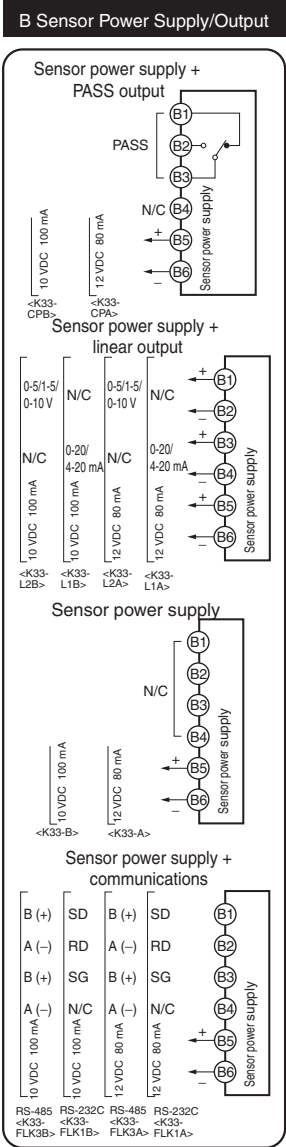 B Sensor Power Supply/Output
Sensor power supply +
PASS output
B1
PASS
B2
B3
N/C
B4
+
B5
B6
−
Sensor power supply
10 VDC 100 mA
12 VDC 80 mA
<K33-
CPB>
<K33-
CPA>
Sensor power supply +
linear output
0-5/1-5/
0-10 V
N/C
0-5/1-5/
0-10 V
N/C
+
B1
B2
−
N/C
0-20/
4-20 mA
N/C
0-20/
4-20 mA
+
B3
B4
−
10 VDC 100 mA
10 VDC 100 mA
12 VDC 80 mA
12 VDC 80 mA
+
B5
B6
−
Sensor power supply
<K33-
L2B>
<K33-
L1B>
<K33-
L2A>
<K33-
L1A>
Sensor power supply
B1
B2
N/C
B3
B4
+
B5
B6
−
Sensor power supply
10 VDC 100 mA
12 VDC 80 mA
<K33-B>
<K33-A>
Sensor power supply +
communications
B (+) SD B (+) SD B1
A (−) RD A (−) RD B2
B (+) SG B (+) SG B3
A (−) N/C A (−) N/C B4
10 VDC 100 mA
10 VDC 100 mA
12 VDC 80 mA
12 VDC 80 mA
+
B5
B6
−
Sensor power supply
RS-485
<K33-
FLK3B>
RS-232C
<K33-
FLK1B>
RS-485
<K33-
FLK3A>
RS-232C
<K33-
FLK1A>